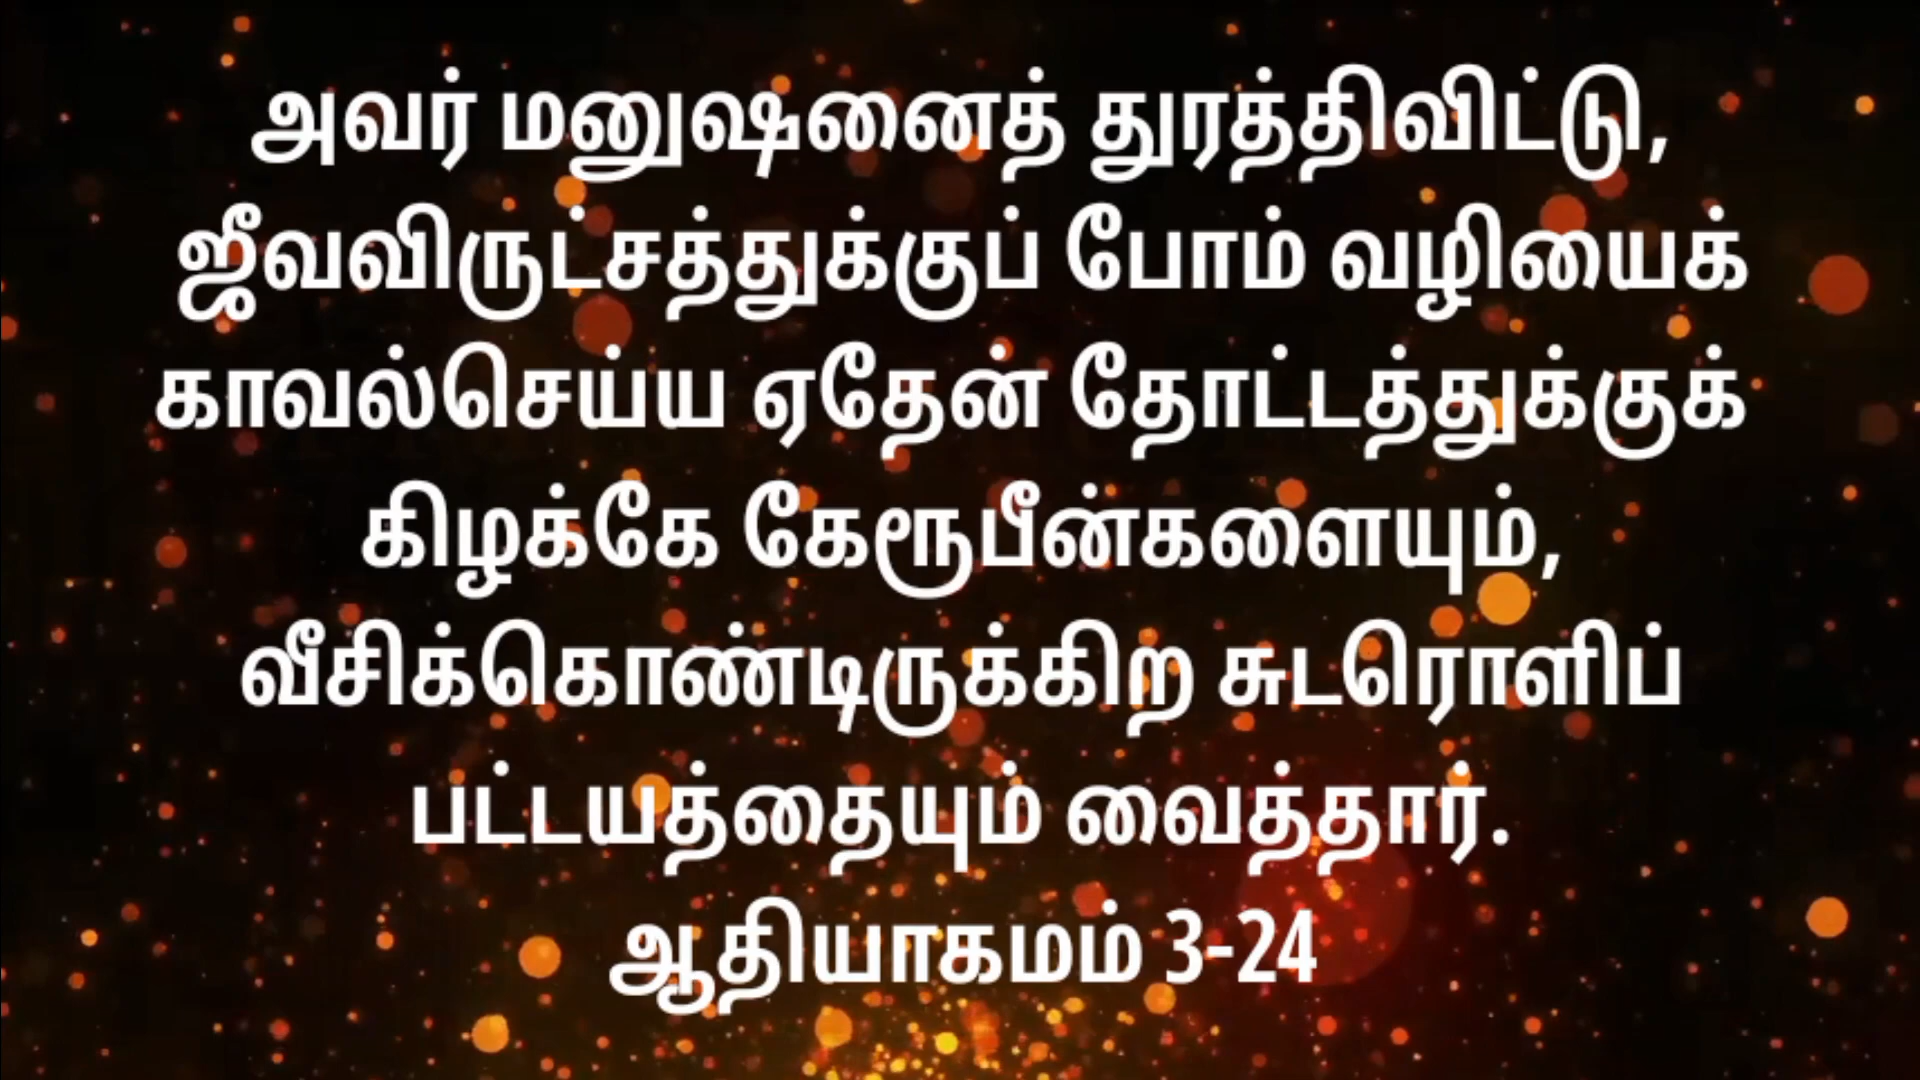 அவர் மனுஷனைத் துரத்திவிட்டு,
ஜீவவிருட்சத்துக்குப் போம் வழியைக்
காவல்செய்ய ஏதேன் தோட்டத்துக்குக்
கிழக்கே கேரூபீன்களையும்,
வீசிக்கொண்டிருக்கிற சுடரொளிப்
பட்டயத்தையும் வைத்தார்.
ஆதியாகமம் 3-24